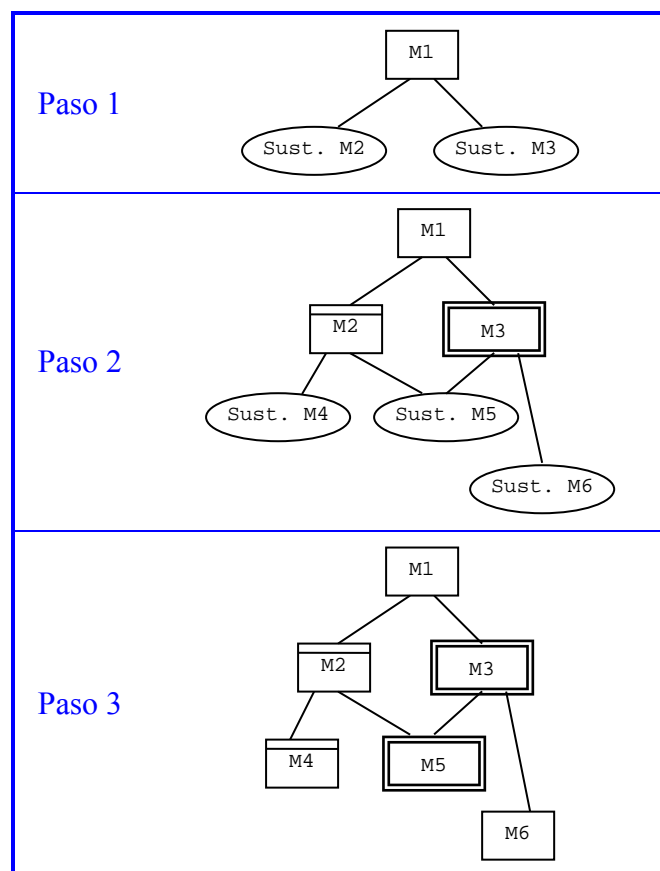 M1
Paso 1
Sust. M2 Sust. M3
M1
M2 M3
Paso 2
Sust. M4 Sust. M5
Sust. M6
M1
M2 M3
Paso 3
M4 M5
M6